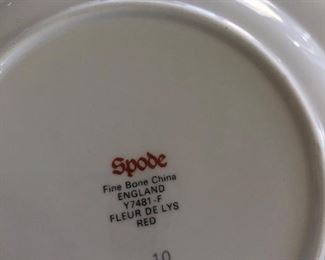 Spode
Fine Bone China
ENGLAND
Y7481-F
FLEUR DE LYS
RED
10